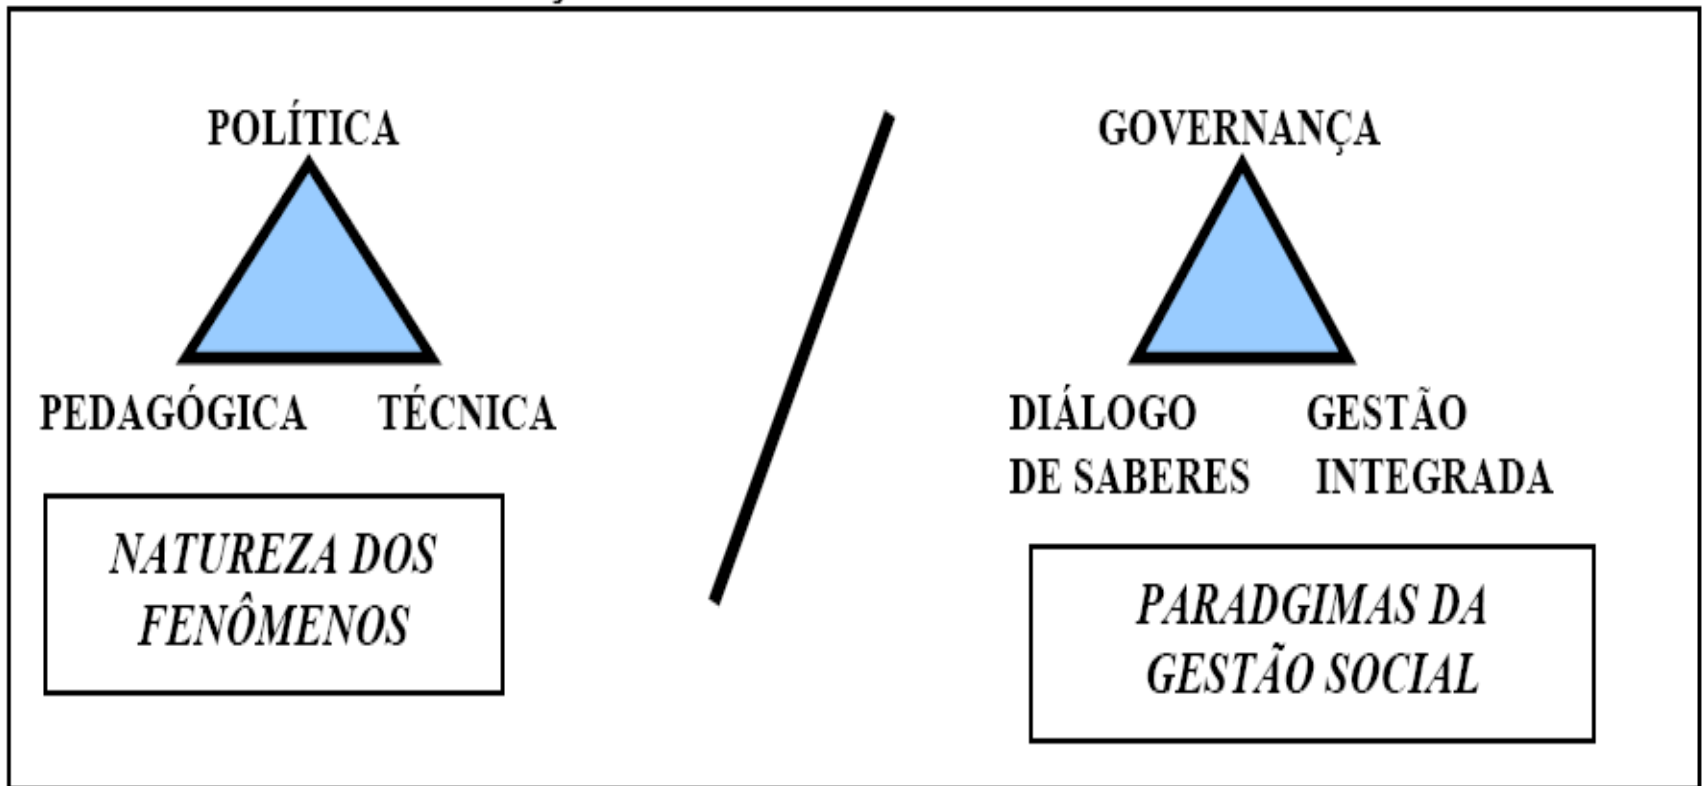 POLÍTICA
PEDAGÓGICA TÉCNICA
NATUREZA DOS
FENÔMENOS
GOVERNANÇA
DIÁLOGO GESTÃO
DE SABERES INTEGRADA
PARADGIMAS DA
GESTÃO SOCIAL